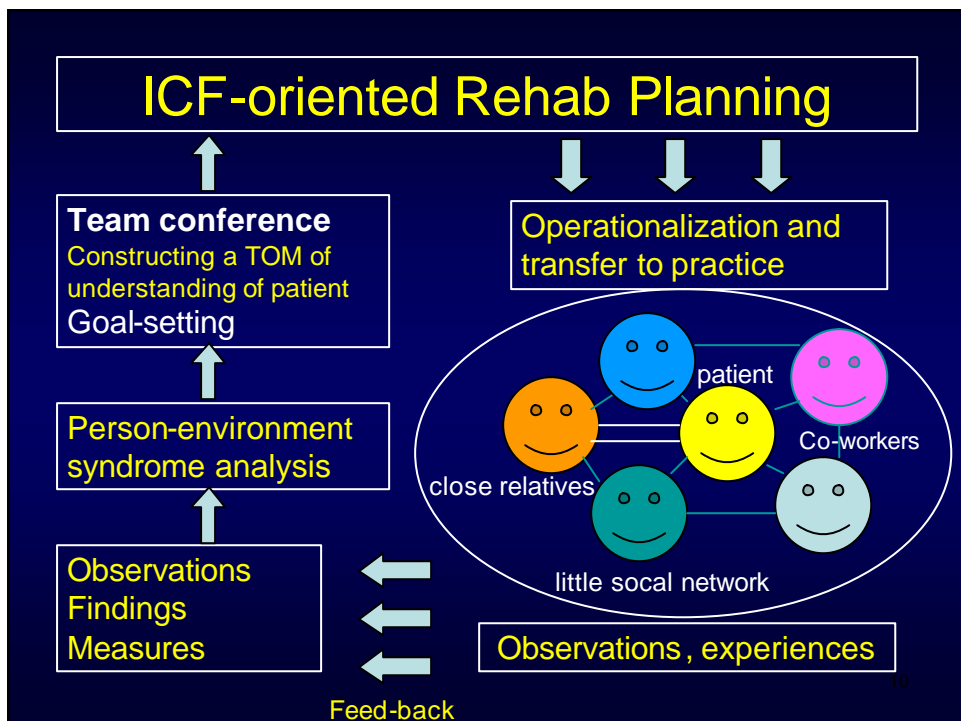 ICF-oriented Rehab Planning
Team conference
Constructing a TOM of
understanding of patient
Goal-setting
Person-environment
syndrome analysis
Observations
Findings
Measures
Operationalization and
transfer to practice
patient
Co-workers
close relatives
little socal network
Observations , experiences
Feed-back
10